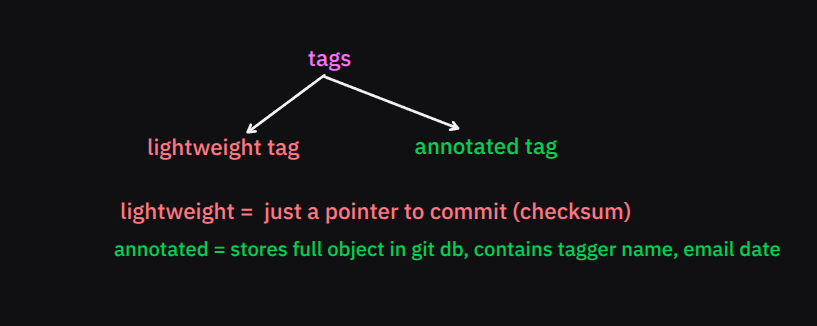 tags
lightweight tag
annotated tag
lightweight = just a pointer to commit (checksum)
annotated = stores full object in git db, contains tagger name, email date